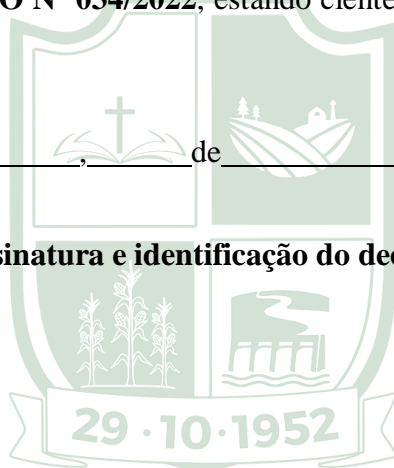 O Nº 034/2022, estando ciente
, de
sinatura e identificação do dec
29 · 10 · 1952